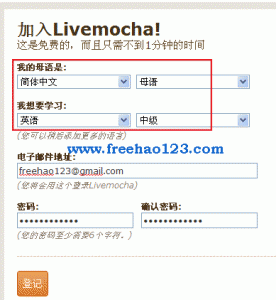 加入Livemocha!
这是免费的，而且只需不到1分钟的时间
我的母语是:
简体中文 母语
我想要学习:
英语 中级
(您可以稍后添加更多的语言)
www.freehao123.com
电子邮件地址:
freehao123@gmail.com
(您将会用这个登录Livemocha)
密码: 确认密码:
•••••••••••• ••••••••••••
(您的密码至少需要6个字符。)
登记